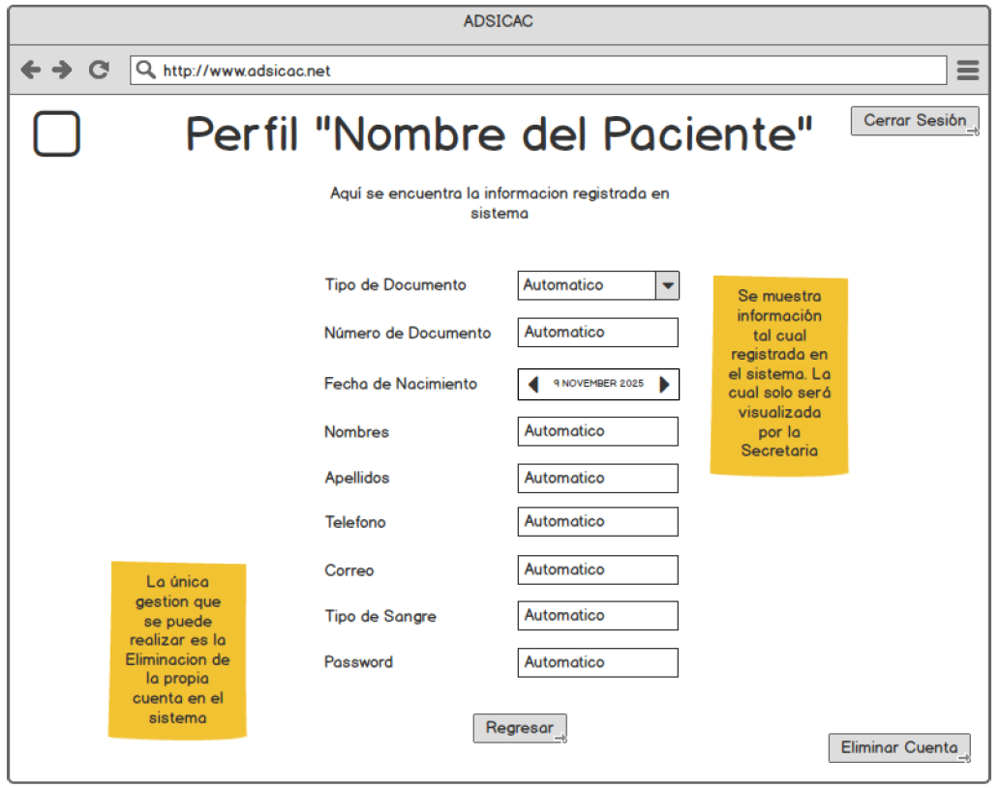 ADSICAC
http://www.adsicac.net
Perfil "Nombre del Paciente"
Cerrar Sesión
Aquí se encuentra la informacion registrada en
sistema
Tipo de Documento
Automatico
Número de Documento
Automatico
Fecha de Nacimiento
9 NOVEMBER 2025
Nombres
Automatico
Apellidos
Automatico
Telefono
Automatico
Correo
Automatico
Tipo de Sangre
Automatico
Password
Automatico
Se muestra
información
tal cual
registrada en
el sistema. La
cual solo será
visualizada
por la
Secretaria
La única
gestion que
se puede
realizar es la
Eliminacion de
la propia
cuenta en el
sistema
Regresar
Eliminar Cuenta